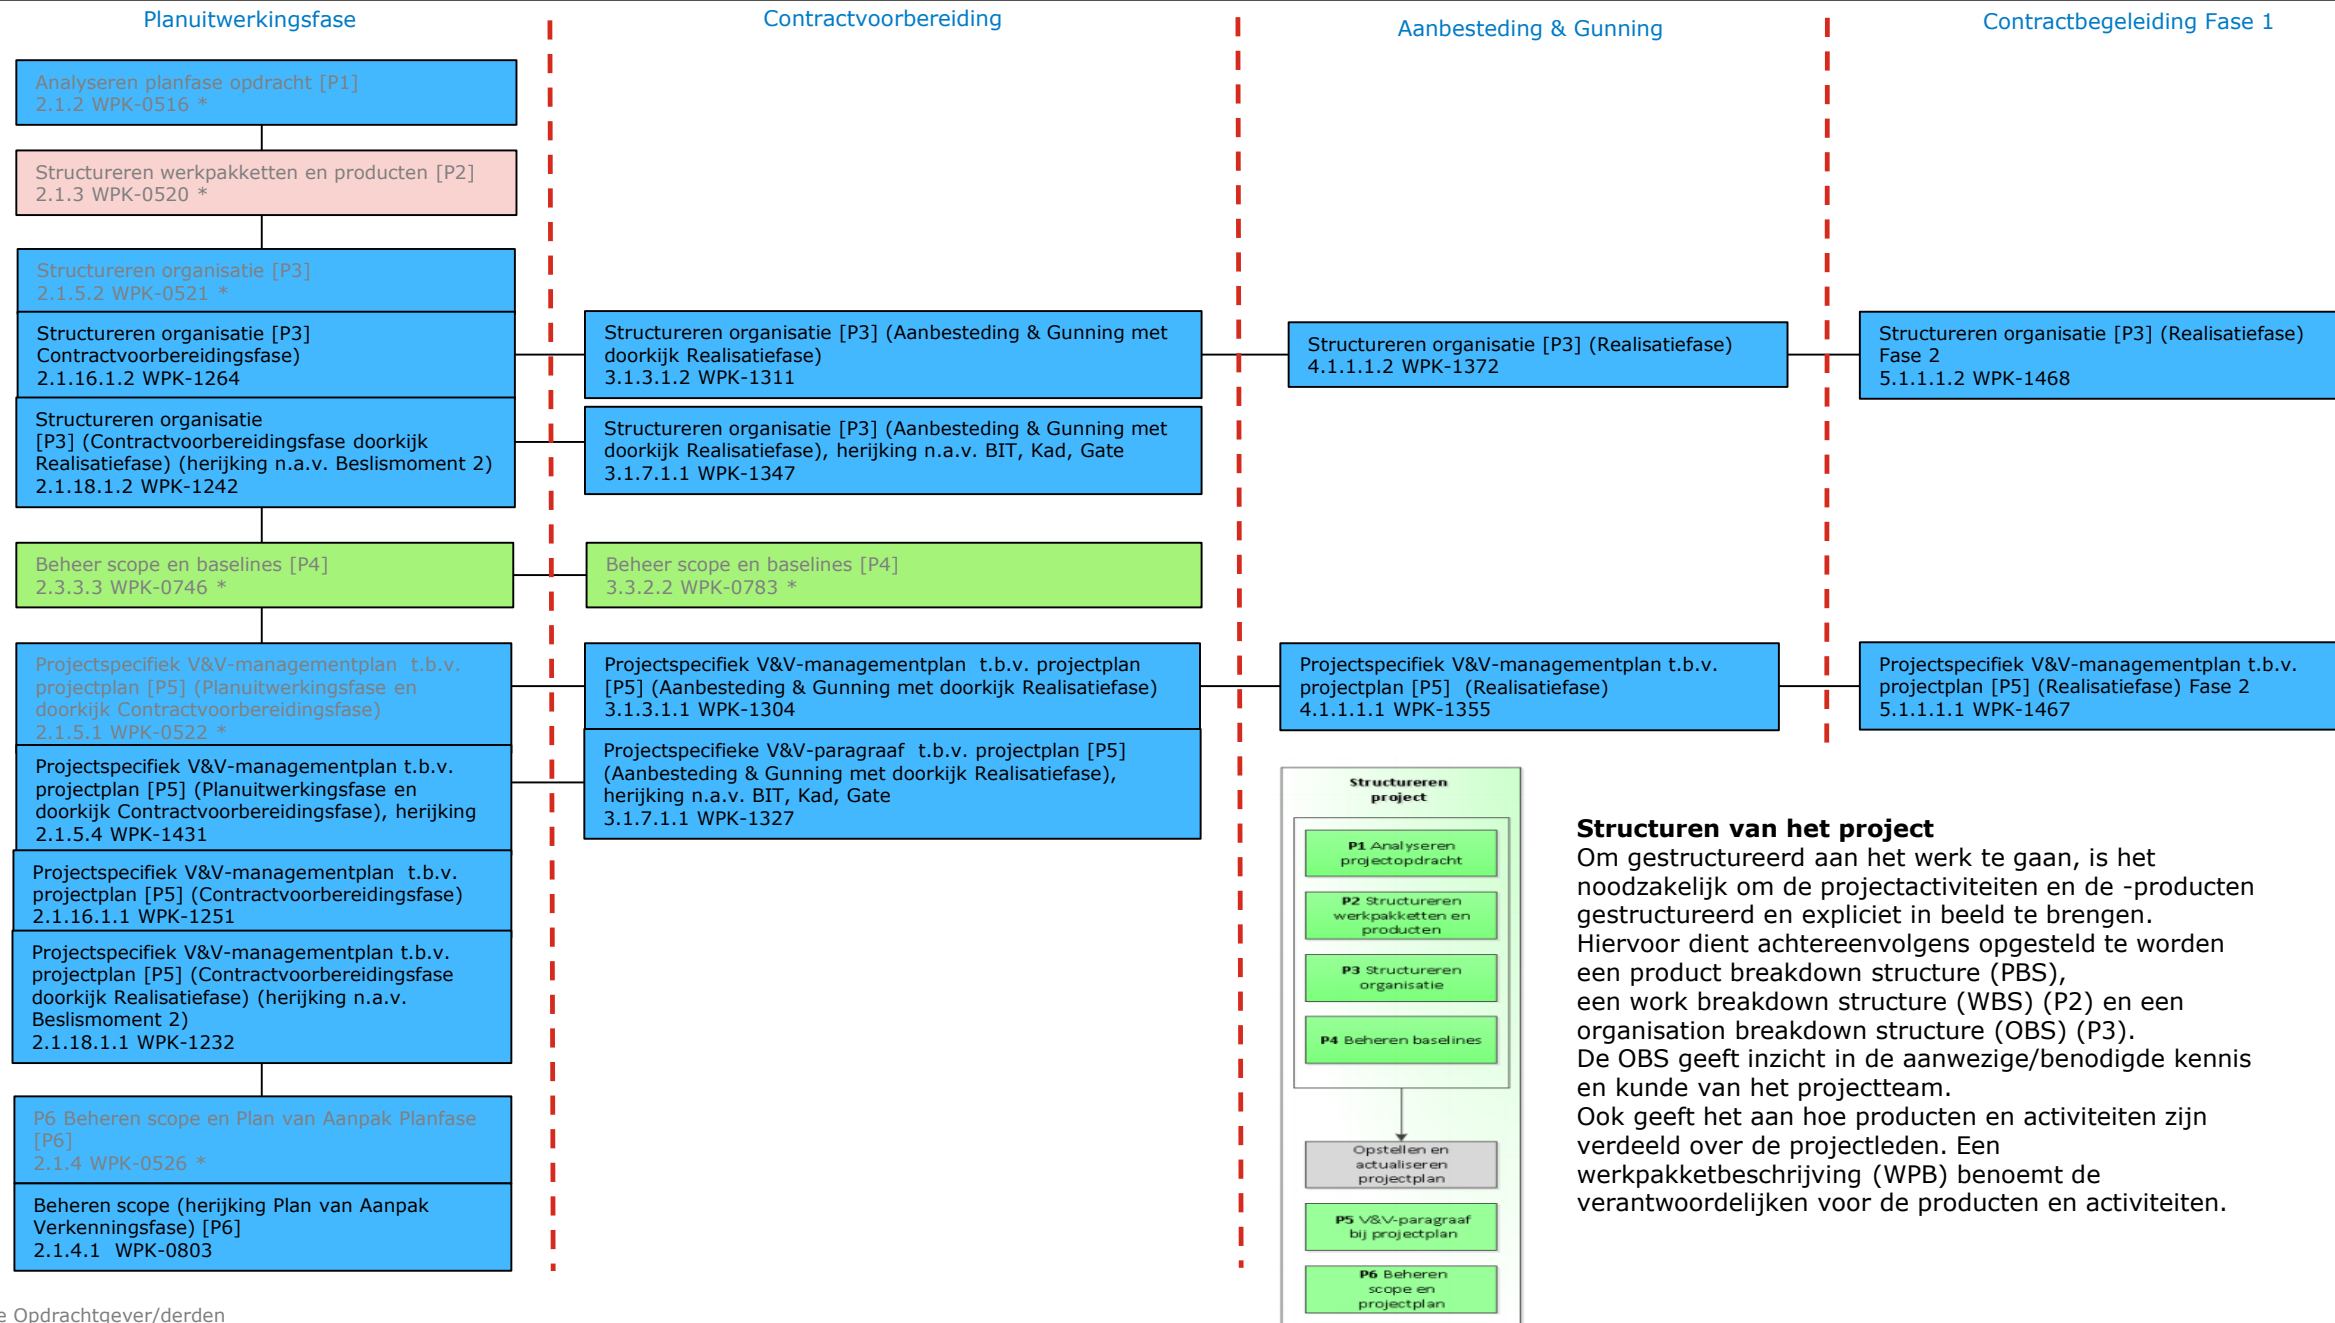 Planuitwerkingsfase
Contractvoorbereiding
Aanbesteding & Gunning
Contractbegeleiding Fase 1
Analyseren planfase opdracht [P1]
2.1.2 WPK-0516 *
Structureren werkpakketten en producten [P2]
2.1.3 WPK-0520 *
Structureren organisatie [P3]
2.1.5.2 WPK-0521 *
Structureren organisatie [P3]
Contractvoorbereidingsfase)
2.1.16.1.2 WPK-1264
Structureren organisatie [P3] (Aanbesteding & Gunning met
doorkijk Realisatiefase)
3.1.3.1.2 WPK-1311
Structureren organisatie [P3] (Realisatiefase)
4.1.1.1.2 WPK-1372
Structureren organisatie [P3] (Realisatiefase)
Fase 2
5.1.1.1.2 WPK-1468
Structureren organisatie
[P3] (Contractvoorbereidingsfase doorkijk
Realisatiefase) (herijking n.a.v. Beslismoment 2)
2.1.18.1.2 WPK-1242
Structureren organisatie [P3] (Aanbesteding & Gunning met
doorkijk Realisatiefase), herijking n.a.v. BIT, Kad, Gate
3.1.7.1.1 WPK-1347
Beheer scope en baselines [P4]
2.3.3.3 WPK-0746 *
Beheer scope en baselines [P4]
3.3.2.2 WPK-0783 *
Projectspecifiek V&V-managementplan t.b.v.
projectplan [P5] (Planuitwerkingsfase en
doorkijk Contractvoorbereidingsfase)
2.1.5.1 WPK-0522 *
Projectspecifiek V&V-managementplan t.b.v. projectplan
[P5] (Aanbesteding & Gunning met doorkijk Realisatiefase)
3.1.3.1.1 WPK-1304
Projectspecifiek V&V-managementplan t.b.v.
projectplan [P5] (Realisatiefase)
4.1.1.1.1 WPK-1355
Projectspecifiek V&V-managementplan t.b.v.
projectplan [P5] (Realisatiefase) Fase 2
5.1.1.1.1 WPK-1467
Projectspecifiek V&V-managementplan t.b.v.
projectplan [P5] (Planuitwerkingsfase en
doorkijk Contractvoorbereidingsfase), herijking
2.1.5.4 WPK-1431
Projectspecifieke V&V-paragraaf t.b.v. projectplan [P5]
(Aanbesteding & Gunning met doorkijk Realisatiefase),
herijking n.a.v. BIT, Kad, Gate
3.1.7.1.1 WPK-1327
Projectspecifiek V&V-managementplan t.b.v.
projectplan [P5] (Contractvoorbereidingsfase)
2.1.16.1.1 WPK-1251
Projectspecifiek V&V-managementplan t.b.v.
projectplan [P5] (Contractvoorbereidingsfase
doorkijk Realisatiefase) (herijking n.a.v.
Beslismoment 2)
2.1.18.1.1 WPK-1232
P6 Beheren scope en Plan van Aanpak Planfase
[P6]
2.1.4 WPK-0526 *
Beheren scope (herijking Plan van Aanpak
Verkenningsfase) [P6]
2.1.4.1 WPK-0803
Structureren
project
P1 Analyseren
projectopdracht
P2 Structureren
werkpakketten en
producten
P3 Structureren
organisatie
P4 Beheren baselines
Opstellen en
actualiseren
projectplan
P5 V&V-paragraaf
bij projectplan
P6 Beheren
scope en
projectplan
Structuren van het project
Om gestructureerd aan het werk te gaan, is het
noodzakelijk om de projectactiviteiten en de -producten
gestructureerd en expliciet in beeld te brengen.
Hiervoor dient achtereenvolgens opgesteld te worden
een product breakdown structure (PBS),
een work breakdown structure (WBS) (P2) en een
organisation breakdown structure (OBS) (P3).
De OBS geeft inzicht in de aanwezige/benodigde kennis
en kunde van het projectteam.
Ook geeft het aan hoe producten en activiteiten zijn
verdeeld over de projectleden. Een
werkpakketbeschrijving (WPB) benoemt de
verantwoordelijken voor de producten en activiteiten.
e Opdrachtgever/derden